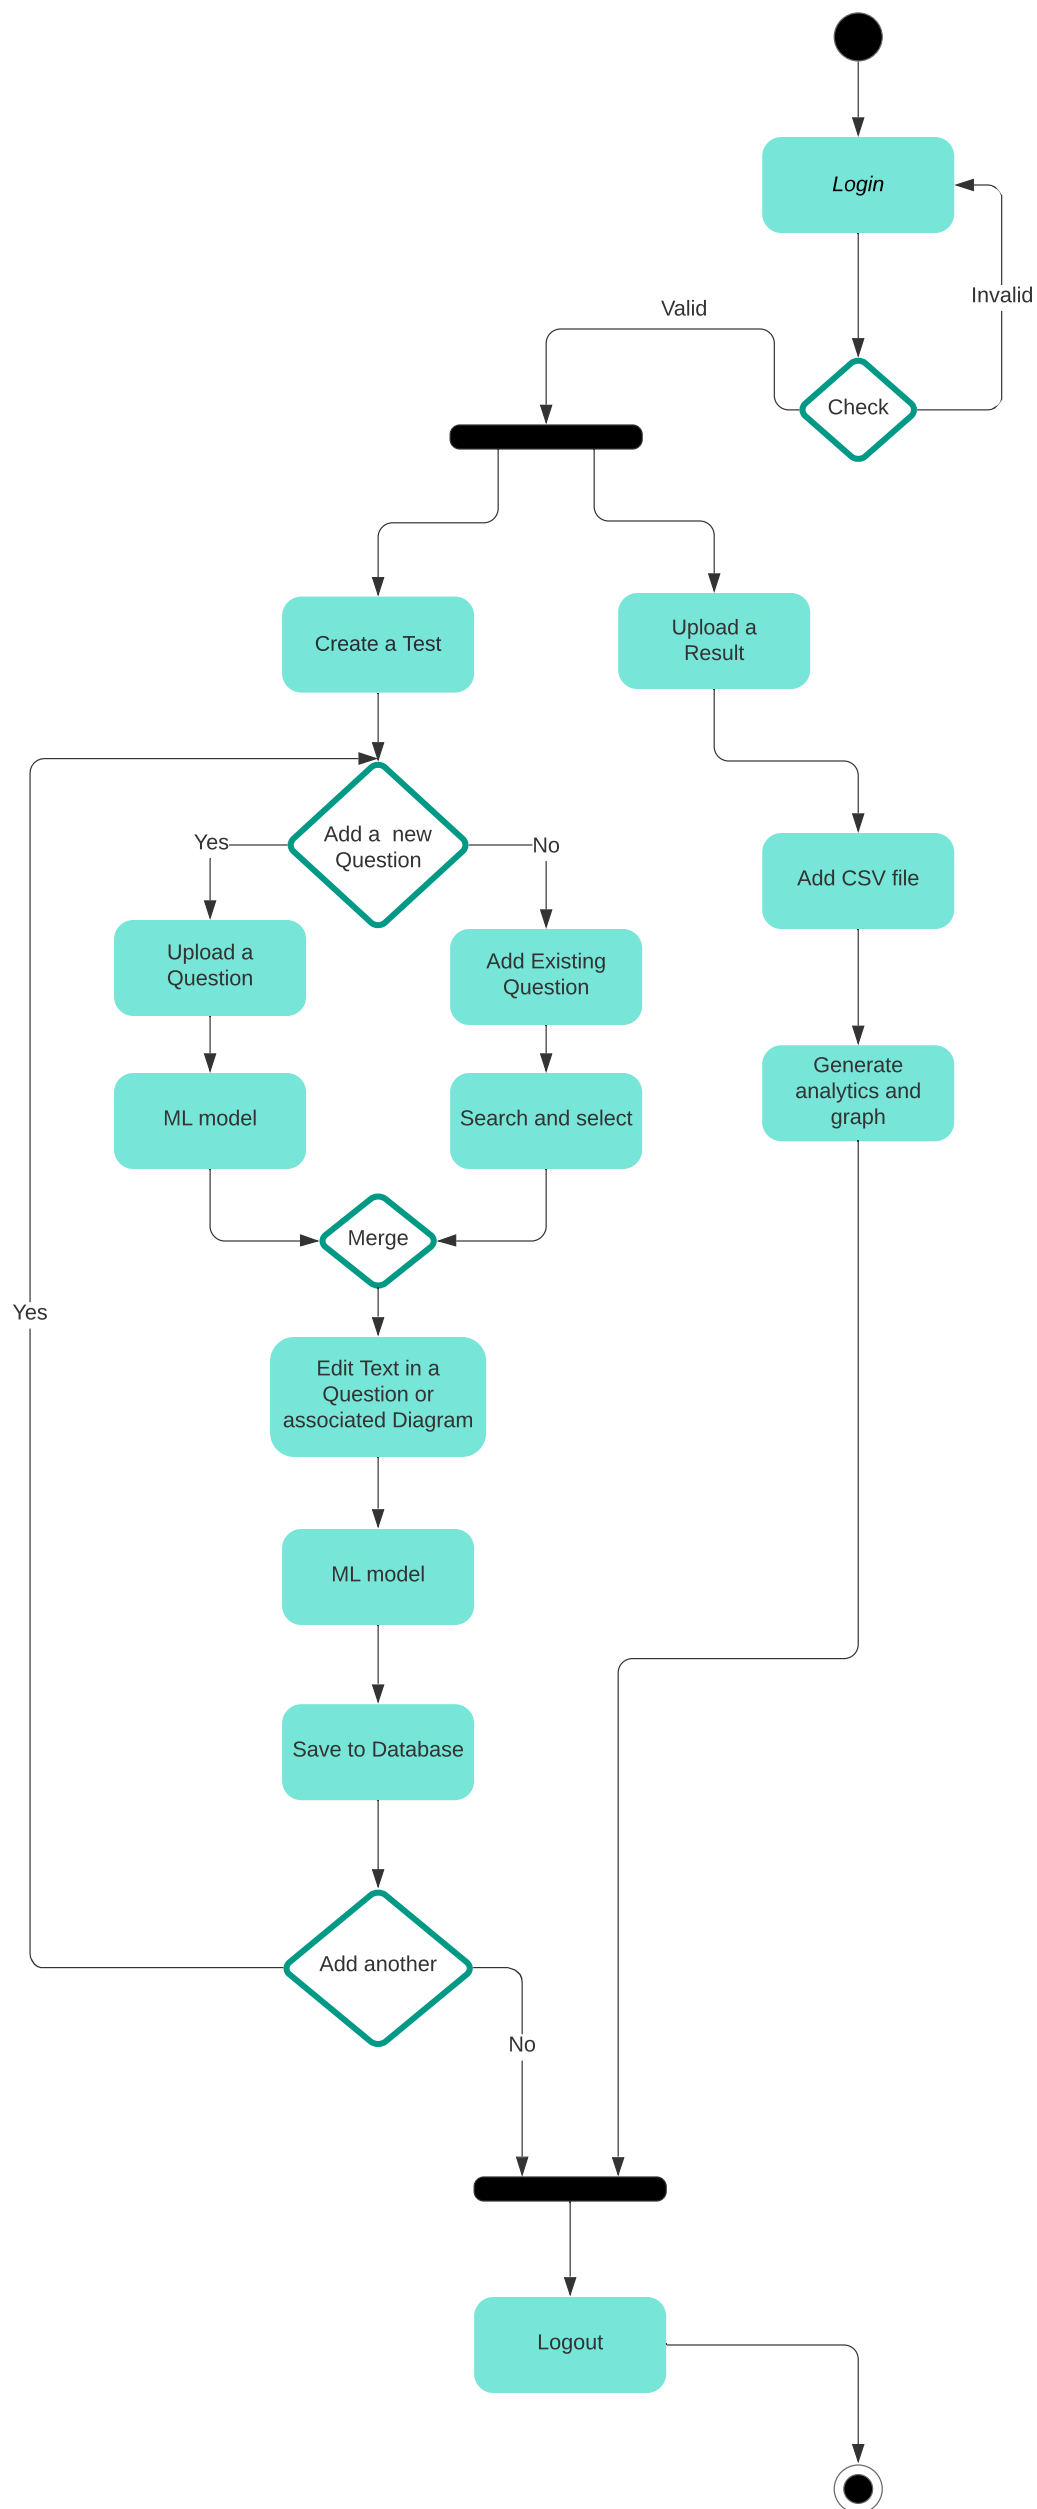 Login
Invalid
Valid
Check
Create a Test
Upload a
Result
Add a  new
Question
Yes
No
Add CSV file
Upload a
Question
Add Existing
Question
Generate
analytics and
graph
ML model
Search and select
Merge
Yes
Edit Text in a
Question or
associated Diagram
ML model
Save to Database
Add another
No
Logout